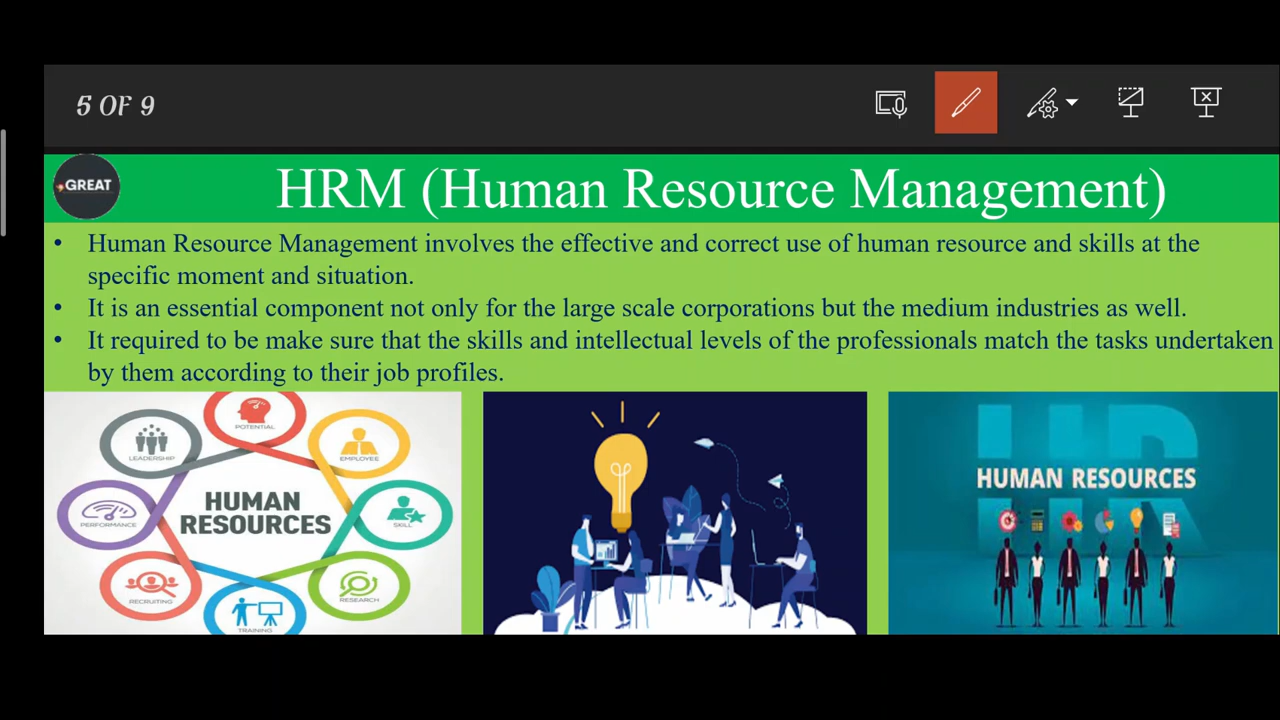 5 OF 9
GREAT
HRM (Human Resource Management)
• Human Resource Management involves the effective and correct use of human resource and skills at the
specific moment and situation.
• It is an essential component not only for the large scale corporations but the medium industries as well.
• It required to be make sure that the skills and intellectual levels of the professionals match the tasks undertaken
by them according to their job profiles.
POTENTIAL
LEADERSHIP
EMPLOYEE
HUMAN
RESOURCES
PERFORMANCE
SKILL
RECRUITING
RESEARCH
TRAINING
HR
HUMAN RESOURCES